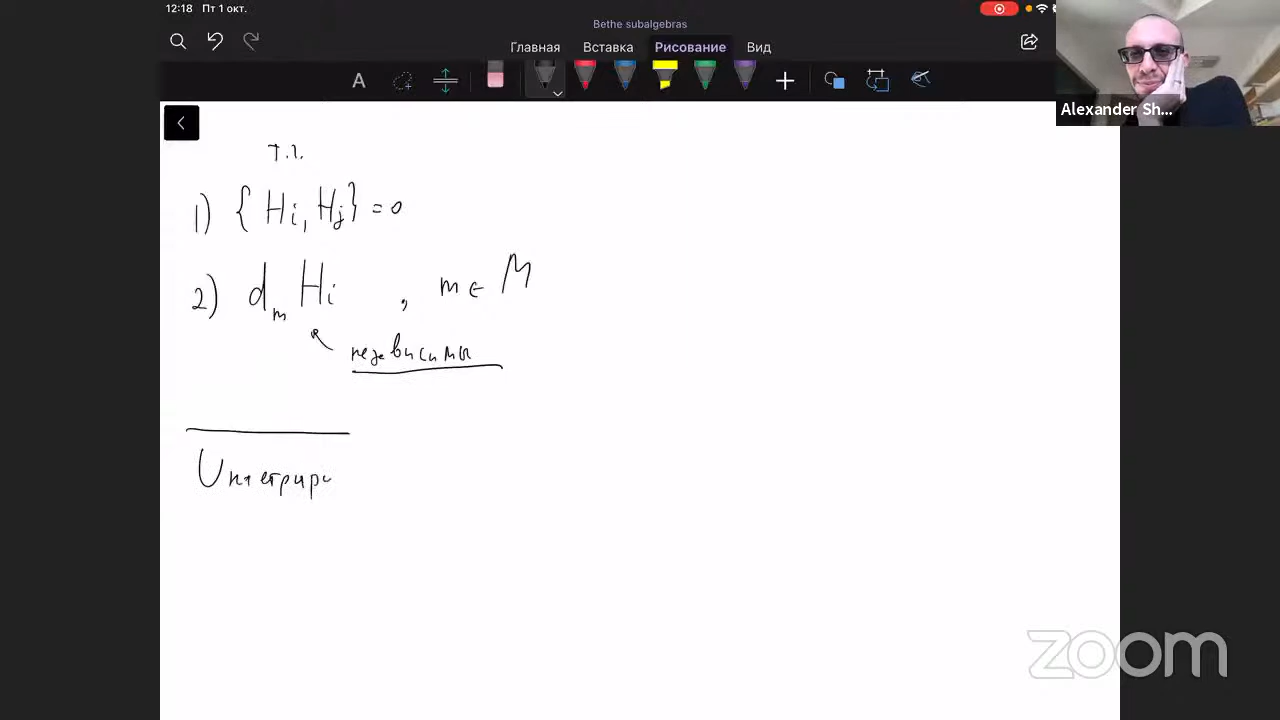 12:18 Пт 1 окт.
Bethe subalgebras
Главная Вставка Рисование Вид
Alexander Sh...
т.ч.
1) { Hi, Hj } = 0
2) dm Hi , m ∈ M
независимы
Интегриро
zoom